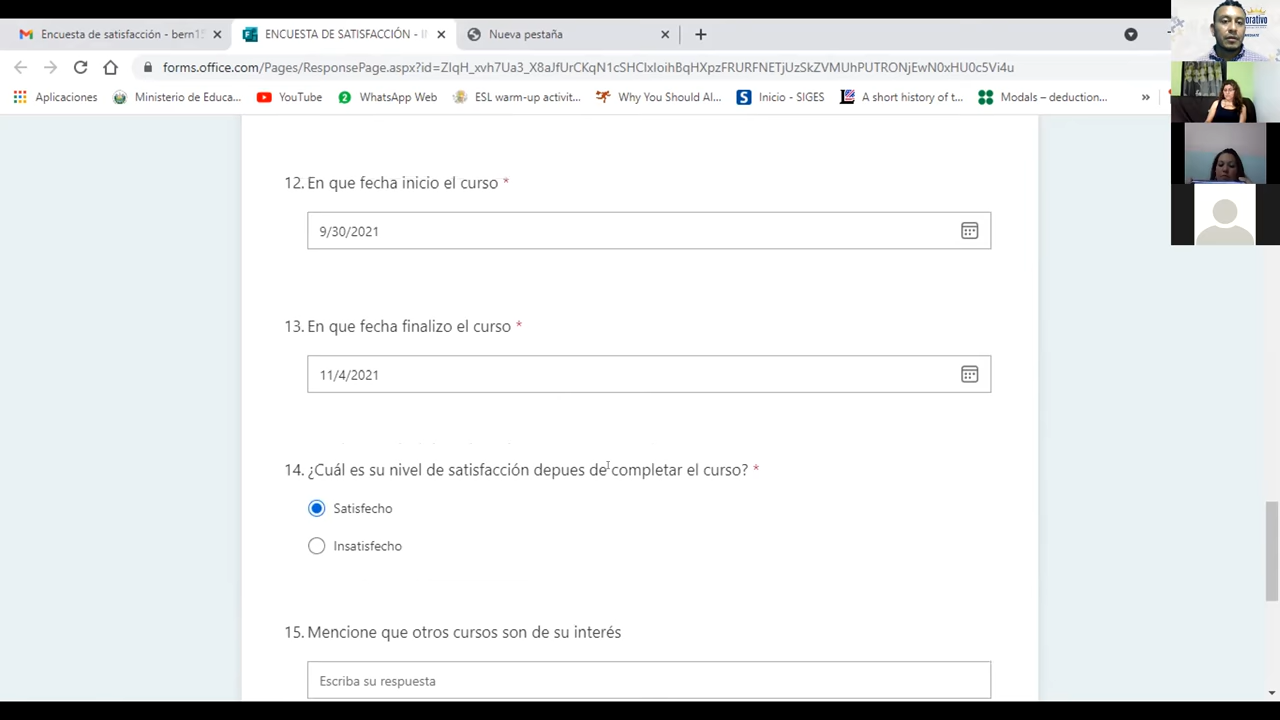 Encuesta de satisfacción - bern15
ENCUESTA DE SATISFACCIÓN - I
Nueva pestaña
orativo
forms.office.com/Pages/ResponsePage.aspx?id=
Aplicaciones
Ministerio de Educa...
YouTube
WhatsApp Web
ESL warm-up activit...
Why You Should Al...
Inicio - SIGES
A short history of t...
Modals – deduction...
»
12. En que fecha inicio el curso *
9/30/2021
13. En que fecha finalizo el curso *
11/4/2021
14. ¿Cuál es su nivel de satisfacción depues de completar el curso? *
Satisfecho
Insatisfecho
15. Mencione que otros cursos son de su interés
Escriba su respuesta